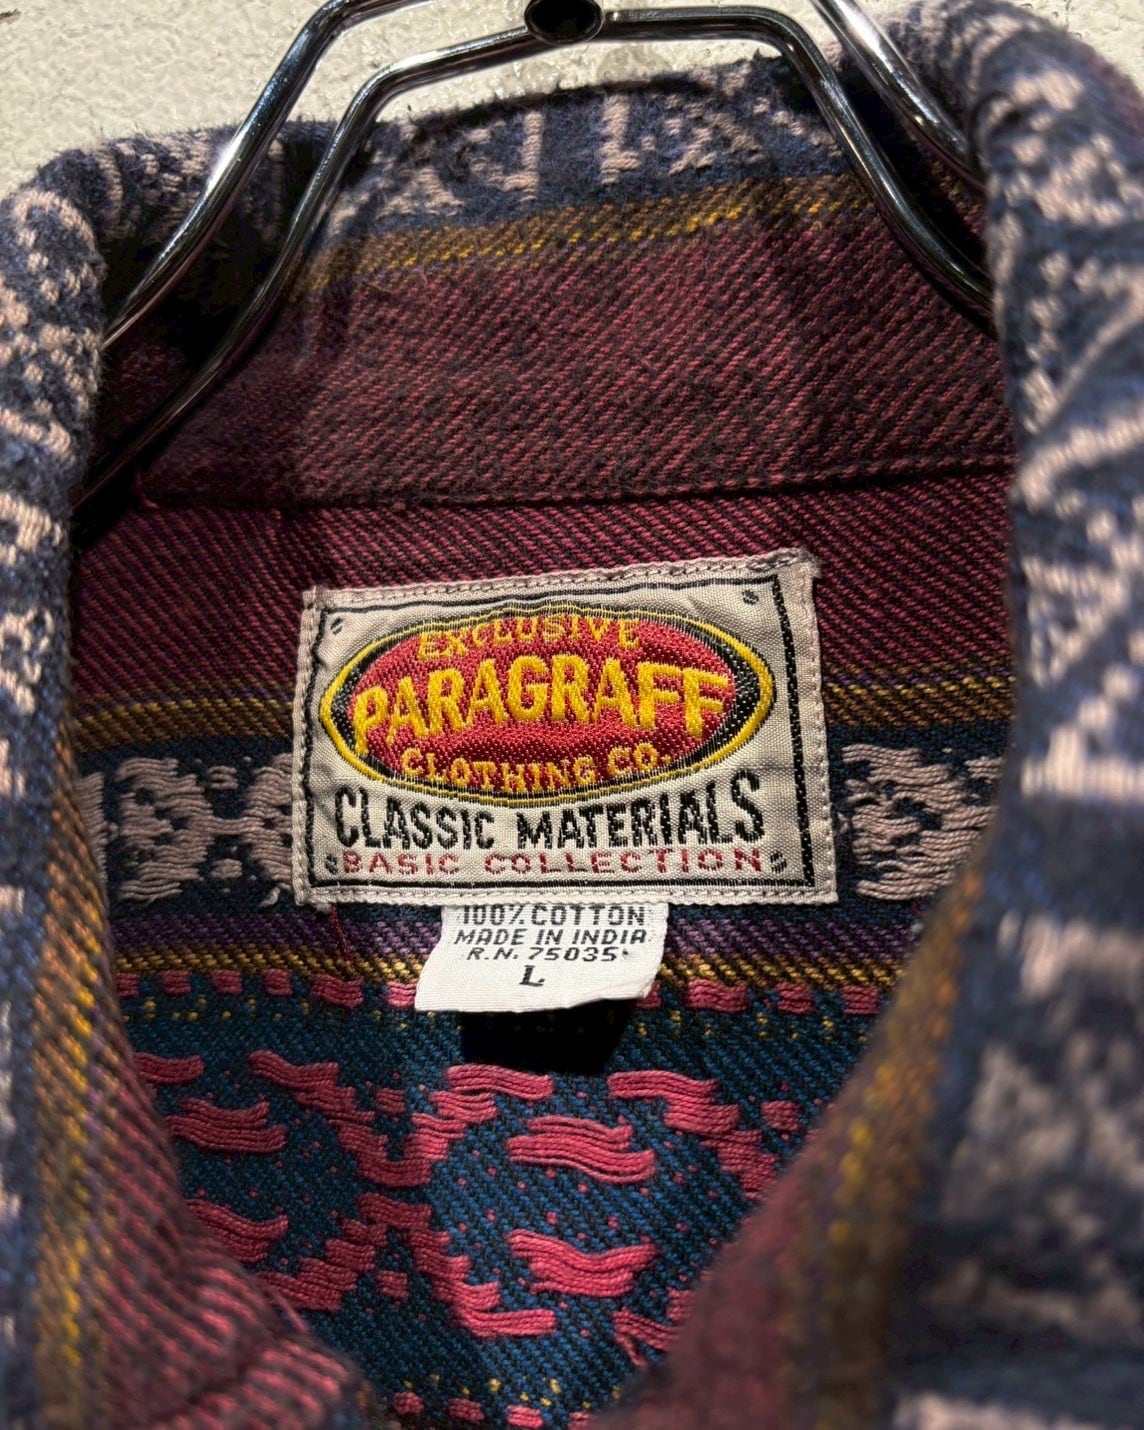 EXCLUSIVE
PARAGRAFF
CLOTHING CO.
CLASSIC MATERIALS
BASIC COLLECTION
100% COTTON
MADE IN INDIA
R.N. 75035
L